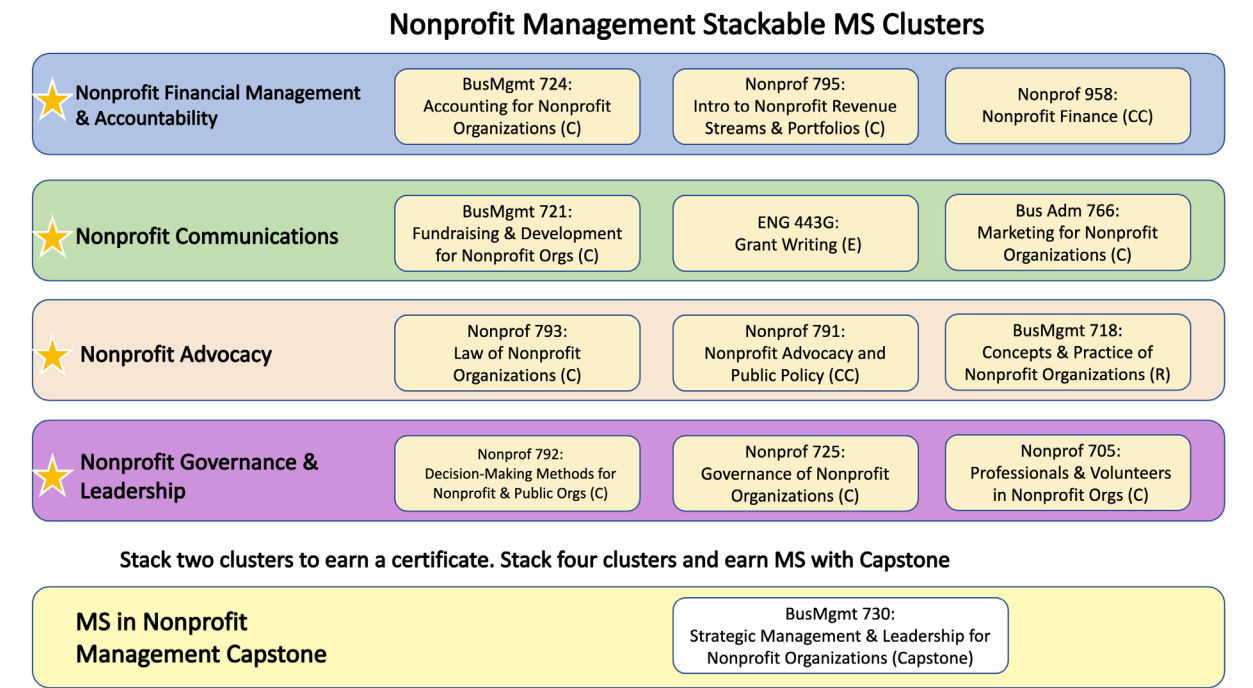 Nonprofit Management Stackable MS Clusters
Nonprofit Financial Management
& Accountability
BusMgmt 724:
Accounting for Nonprofit
Organizations (C)
Nonprof 795:
Intro to Nonprofit Revenue
Streams & Portfolios (C)
Nonprof 958:
Nonprofit Finance (CC)
Nonprofit Communications
BusMgmt 721:
Fundraising & Development
for Nonprofit Orgs (C)
ENG 443G:
Grant Writing (E)
Bus Adm 766:
Marketing for Nonprofit
Organizations (C)
Nonprofit Advocacy
Nonprof 793:
Law of Nonprofit
Organizations (C)
Nonprof 791:
Nonprofit Advocacy and
Public Policy (CC)
BusMgmt 718:
Concepts & Practice of
Nonprofit Organizations (R)
Nonprofit Governance &
Leadership
Nonprof 792:
Decision-Making Methods for
Nonprofit & Public Orgs (C)
Nonprof 725:
Governance of Nonprofit
Organizations (C)
Nonprof 705:
Professionals & Volunteers
in Nonprofit Orgs (C)
Stack two clusters to earn a certificate. Stack four clusters and earn MS with Capstone
MS in Nonprofit
Management Capstone
BusMgmt 730:
Strategic Management & Leadership for
Nonprofit Organizations (Capstone)